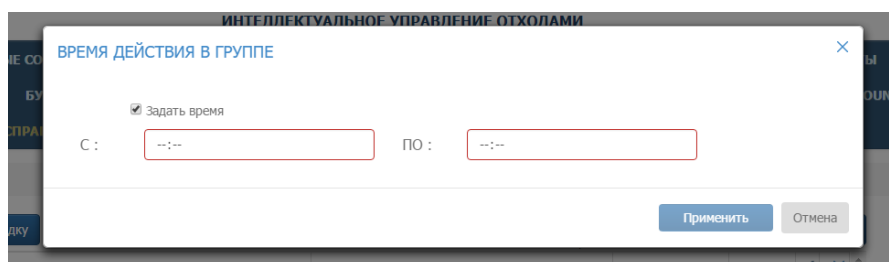 ИНТЕЛЛЕКТУАЛЬНОЕ УПРАВЛЕНИЕ ОТХОДАМИ
ВРЕМЯ ДЕЙСТВИЯ В ГРУППЕ
Задать время
С : --:-- ПО : --:--
Применить Отмена